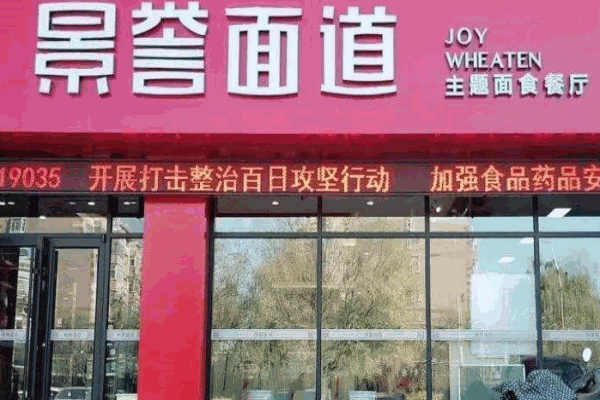 景誉面道
JOY
WHEATEN
主题面食餐厅
19035 开展打击整治百日攻坚行动 加强食品药品安